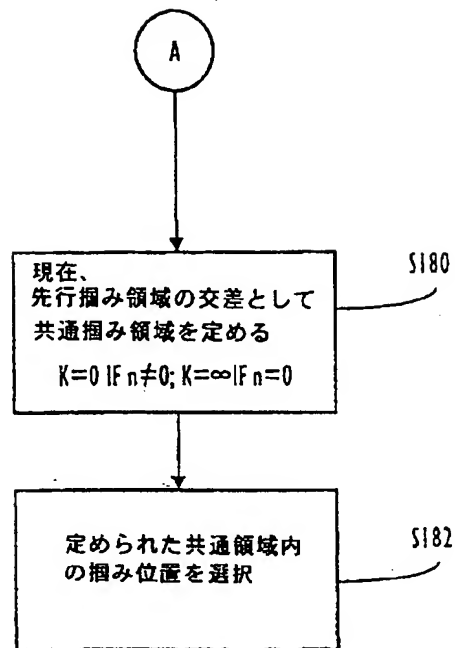 A
現在、
先行掴み領域の交差として
共通掴み領域を定める
K=0 IF n≠0; K=∞ IF n=0
S180
定められた共通領域内
の掴み位置を選択
S182